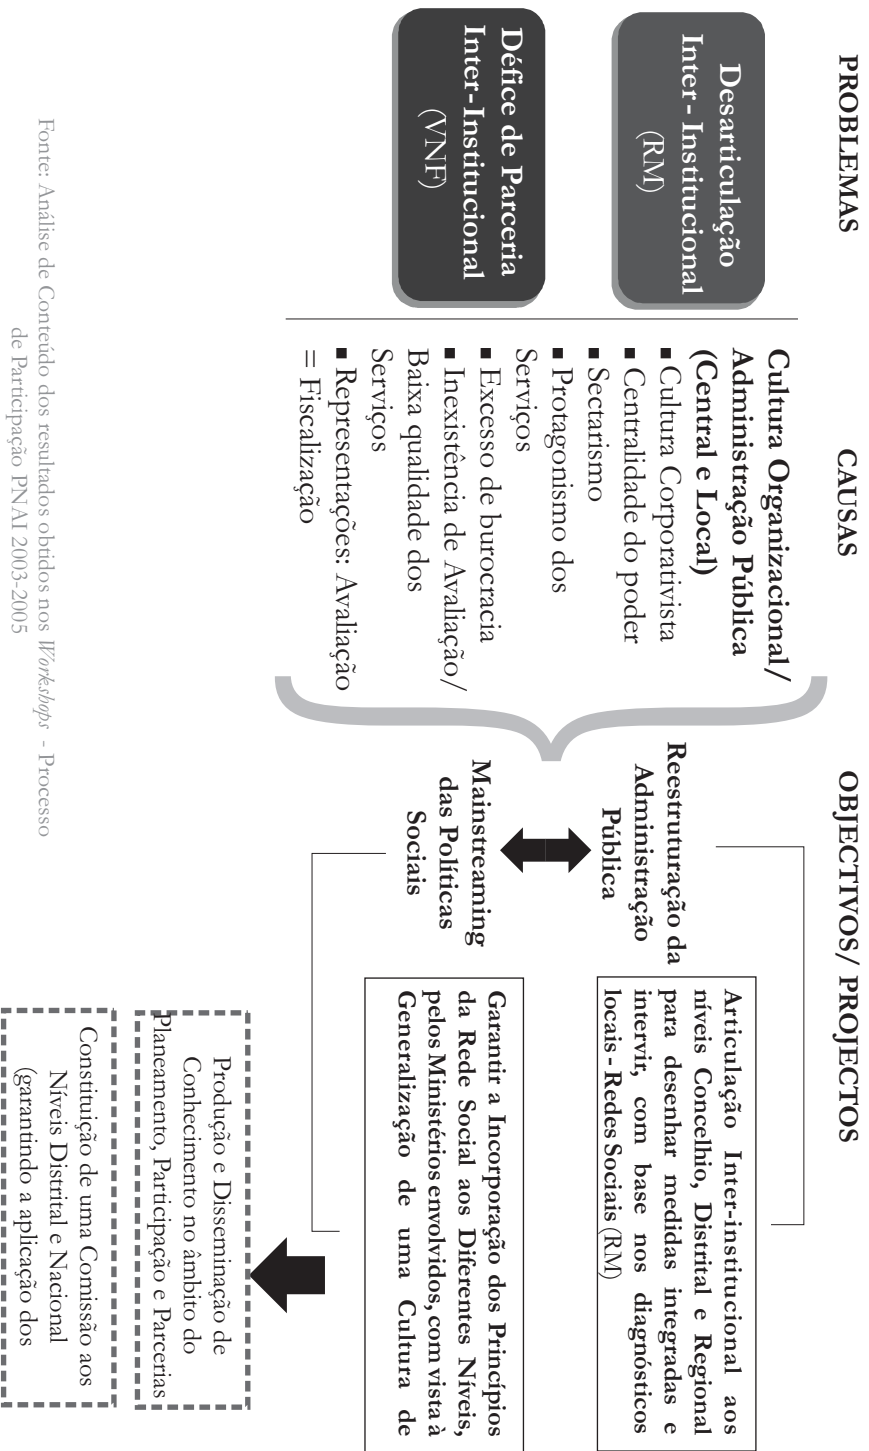 PROBLEMAS
Desarticulação
Inter- Institucional
(RM)
Défice de Parceria
Inter-Institucional
(VNF)
CAUSAS
Cultura Organizacional/
Administração Pública
(Central e Local)
▪ Cultura Corporativista
▪ Centralidade do poder
▪ Sectarismo
▪ Protagonismo dos
Serviços
▪ Excesso de burocracia
▪ Inexistência de Avaliação/
Baixa qualidade dos
Serviços
▪ Representações: Avaliação
= Fiscalização
OBJECTIVOS/ PROJECTOS
Reestruturação da
Administração
Pública
Mainstreaming
das Políticas
Sociais
Articulação Inter-institucional aos
níveis Concelhio, Distrital e Regional
para desenhar medidas integradas e
intervir, com base nos diagnósticos
locais - Redes Sociais (RM)
Garantir a Incorporação dos Princípios
da Rede Social aos Diferentes Níveis,
pelos Ministérios envolvidos, com vista à
Generalização de uma Cultura de
Produção e Disseminação de
Conhecimento no âmbito do
Planeamento, Participação e Parcerias
Constituição de uma Comissão aos
Níveis Distrital e Nacional
(garantindo a aplicação dos
Fonte: Análise de Conteúdo dos resultados obtidos nos Workshops - Processo
de Participação PNAI 2003-2005